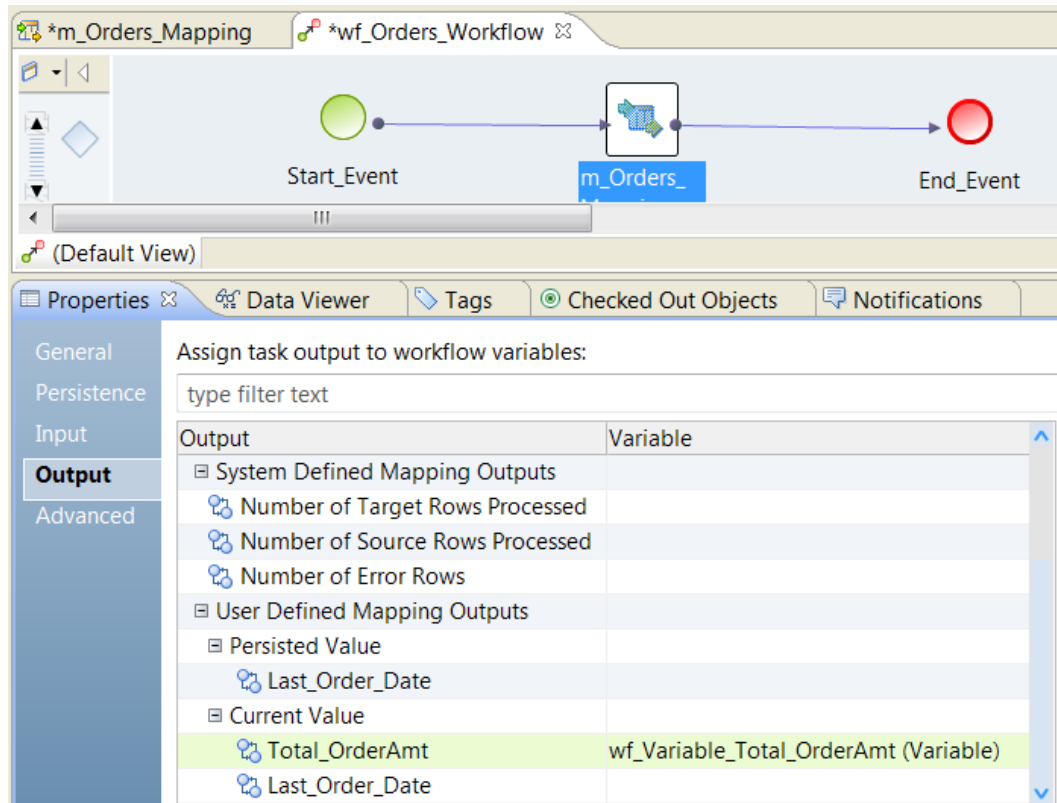 *m_Orders_Mapping
*wf_Orders_Workflow
Start_Event
m_Orders_
End_Event
(Default View)
Properties
Data Viewer
Tags
Checked Out Objects
Notifications
General
Persistence
Input
Output
Advanced
Assign task output to workflow variables:
type filter text
Output Variable
System Defined Mapping Outputs
Number of Target Rows Processed
Number of Source Rows Processed
Number of Error Rows
User Defined Mapping Outputs
Persisted Value
Last_Order_Date
Current Value
Total_OrderAmt wf_Variable_Total_OrderAmt (Variable)
Last_Order_Date